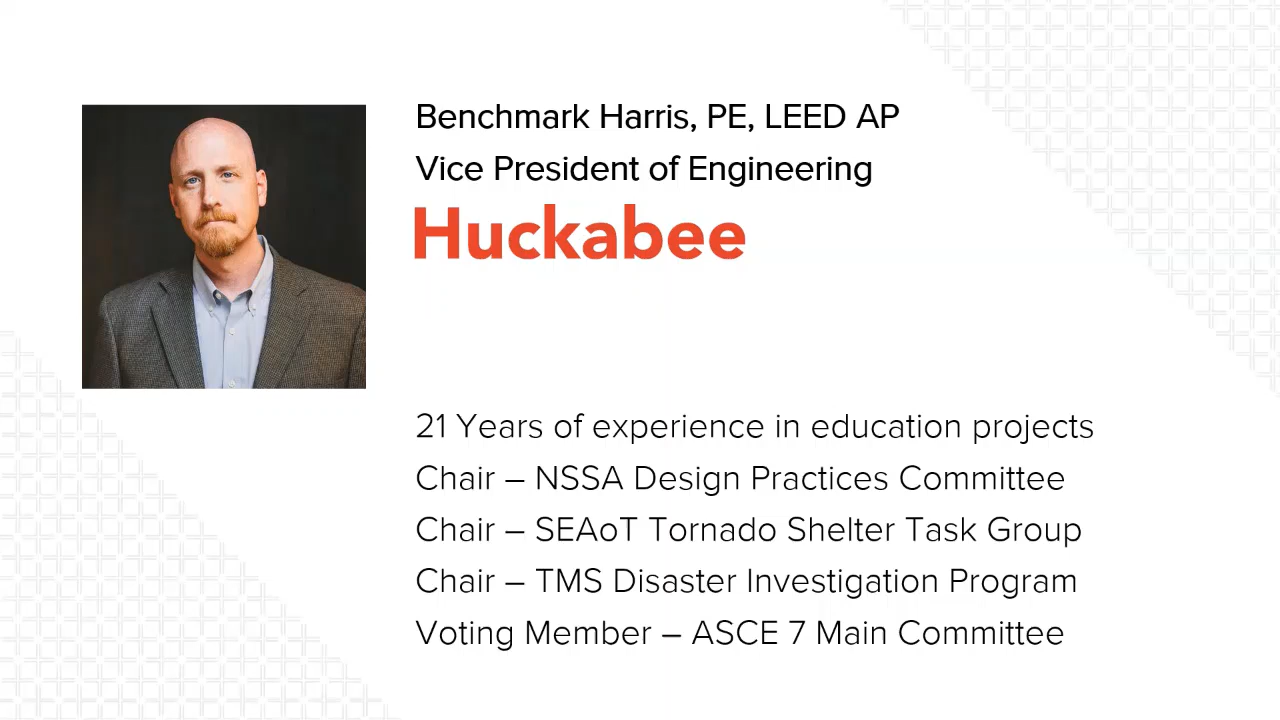 Benchmark Harris, PE, LEED AP
Vice President of Engineering
Huckabee
21 Years of experience in education projects
Chair – NSSA Design Practices Committee
Chair – SEAoT Tornado Shelter Task Group
Chair – TMS Disaster Investigation Program
Voting Member – ASCE 7 Main Committee